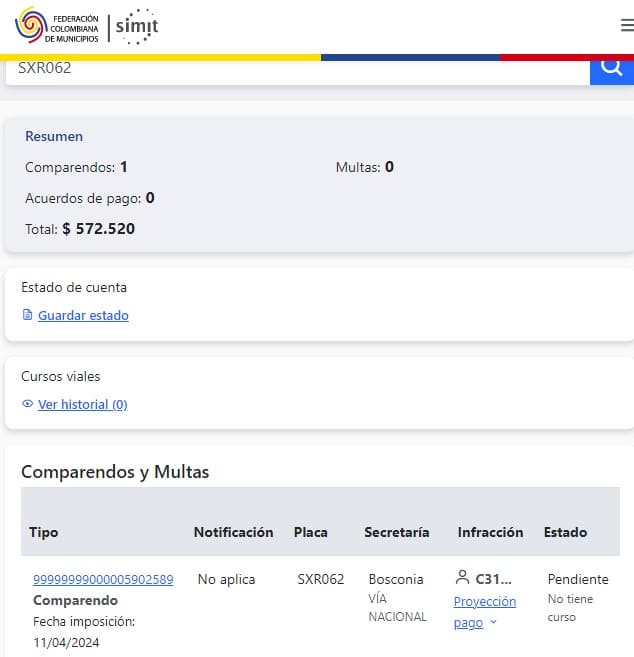 FEDERACIÓN
COLOMBIANA
DE MUNICIPIOS
simit
SXR062
Resumen
Comparendos: 1
Multas: 0
Acuerdos de pago: 0
Total: $ 572.520
Estado de cuenta
Guardar estado
Cursos viales
Ver historial (0)
Comparendos y Multas
Tipo Notificación Placa Secretaría Infracción Estado
99999999000005902589 No aplica SXR062 Bosconia C31... Pendiente
Comparendo VÍA Proyección No tiene
Fecha imposición: NACIONAL pago curso
11/04/2024